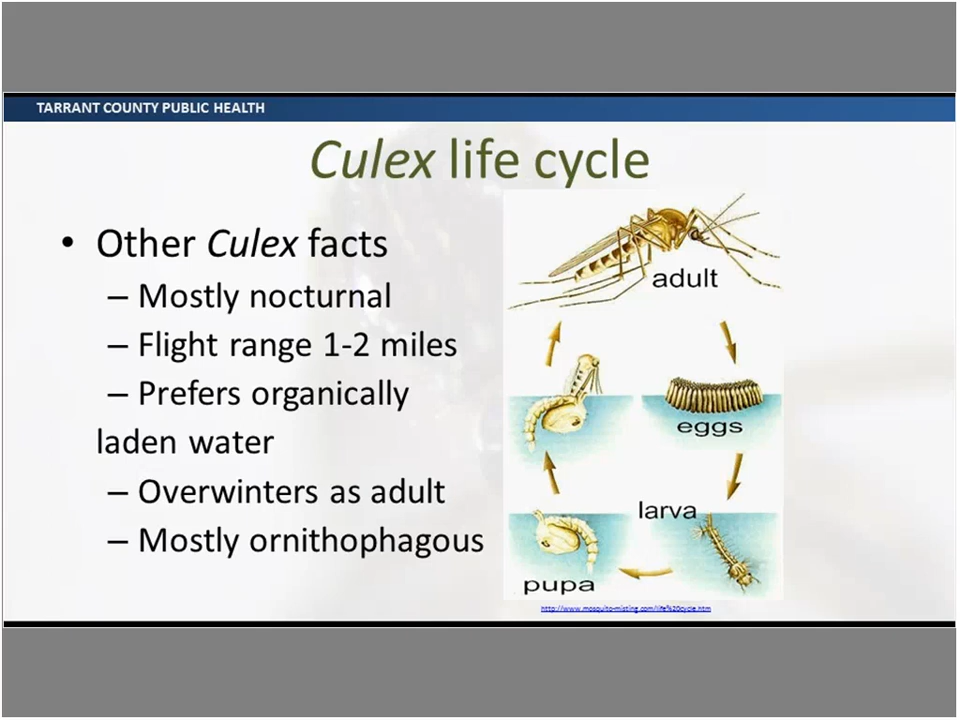 TARRANT COUNTY PUBLIC HEALTH
Culex life cycle
• Other Culex facts
– Mostly nocturnal
– Flight range 1-2 miles
– Prefers organically
laden water
– Overwinters as adult
– Mostly ornithophagous
adult
eggs
larva
pupa
http://www.mosquito-misting.com/life%20cycle.htm